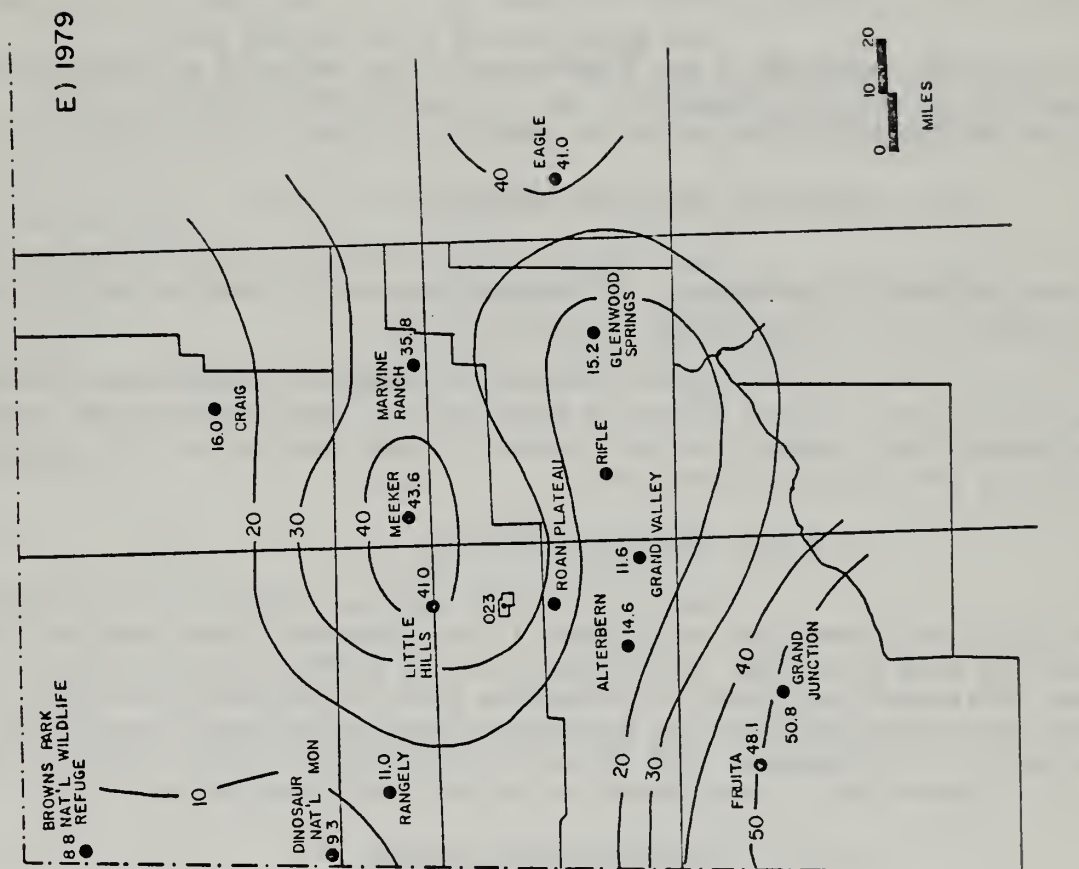 E) 1979
BROWNS PARK
8 8 NAT'L WILDLIFE
REFUGE
10
DINOSAUR
NAT'L MON
9 3
11.0
RANGELY
16.0
CRAIG
20
30
40
MEEKER
43.6
LITTLE
HILLS
41.0
MARVINE
RANCH
35.8
023
ROAN PLATEAU
40
EAGLE
41.0
15.2
GLENWOOD
SPRINGS
RIFLE
11.6
GRAND VALLEY
ALTERBERN
14.6
20
30
40
FRUITA
48.1
50
50.8
GRAND
JUNCTION
0 10 20
MILES